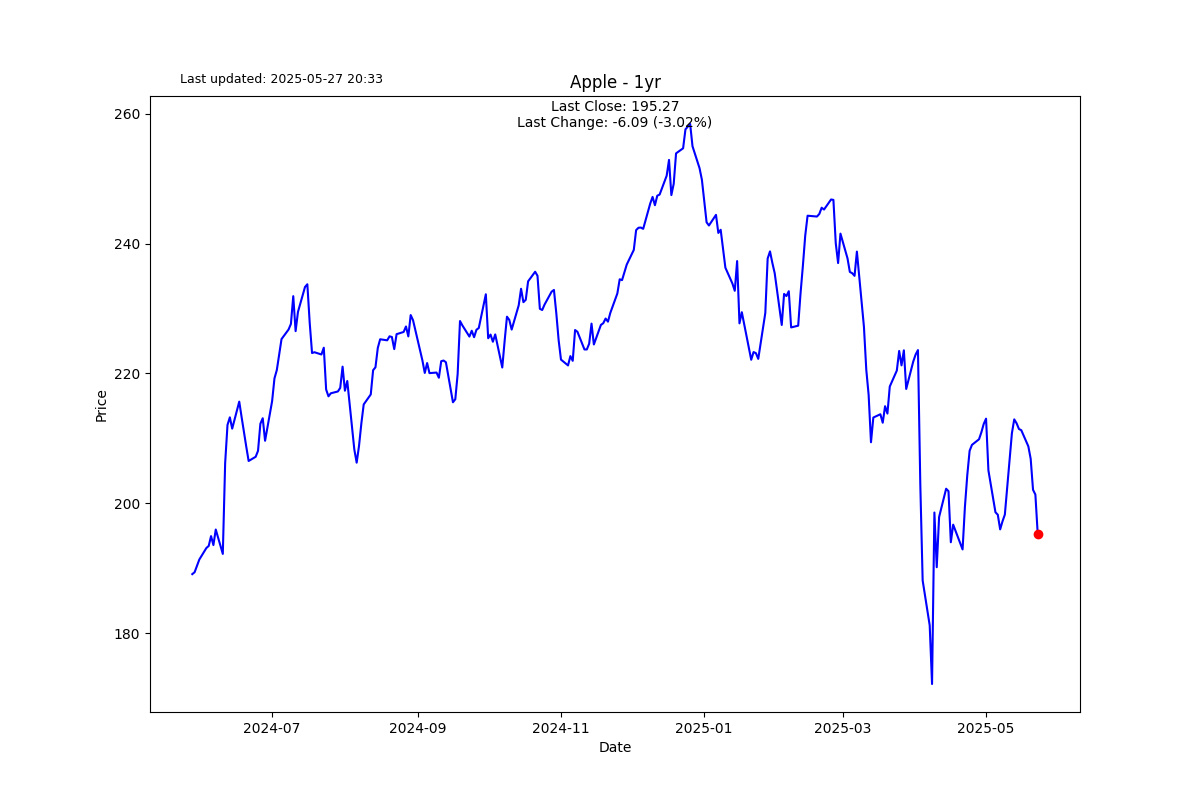 Last updated: 2025-05-27 20:33
Apple - 1yr
Last Close: 195.27
Last Change: -6.09 (-3.02%)
260
240
220
200
180
Price
2024-07
2024-09
2024-11
2025-01
2025-03
2025-05
Date